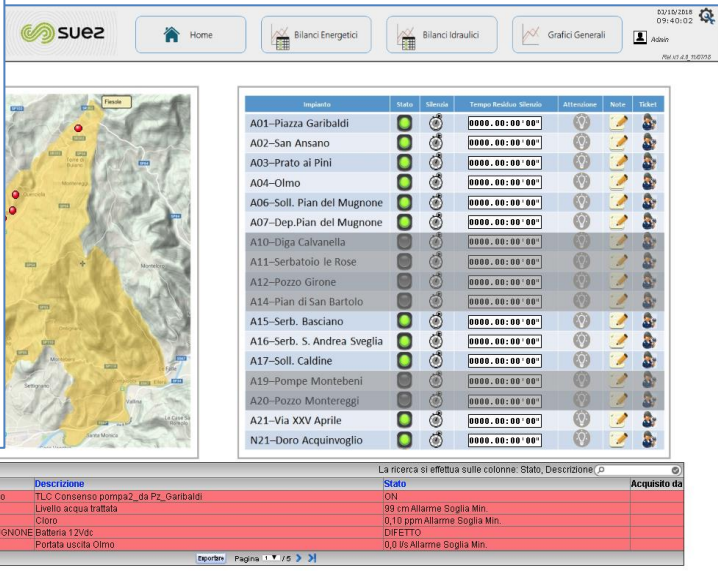 suez
Home
Bilanci Energetici
Bilanci Idraulici
Grafici Generali
03/10/2018
09:40:02
Admin
Fiesole
Impianto Stato Silenzia Tempo Residuo Silenzio Attenzione Note Ticket
A01–Piazza Garibaldi 0000.00:00'00"
A02–San Ansano 0000.00:00'00"
A03–Prato ai Pini 0000.00:00'00"
A04–Olmo 0000.00:00'00"
A06–Soll. Pian del Mugnone 0000.00:00'00"
A07–Dep.Pian del Mugnone 0000.00:00'00"
A10–Diga Calvanella 0000.00:00'00"
A11–Serbatoio le Rose 0000.00:00'00"
A12–Pozzo Girone 0000.00:00'00"
A14–Pian di San Bartolo 0000.00:00'00"
A15–Serb. Basciano 0000.00:00'00"
A16–Serb. S. Andrea Sveglia 0000.00:00'00"
A17–Soll. Caldine 0000.00:00'00"
A19–Pompe Montebeni 0000.00:00'00"
A20–Pozzo Montereggi 0000.00:00'00"
A21–Via XXV Aprile 0000.00:00'00"
N21–Doro Acquinvoglio 0000.00:00'00"
La ricerca si effettua sulle colonne: Stato, Descrizione
Descrizione Stato Acquisito da
o TLC Consenso pompa2_da Pz_Garibaldi ON
Livello acqua trattata 99 cm Allarme Soglia Min.
Cloro 0,10 ppm Allarme Soglia Min.
GNONE Batteria 12Vdc DIFETTO
Portata uscita Olmo 0,0 l/s Allarme Soglia Min.
Esportare Pagina 1 / 5